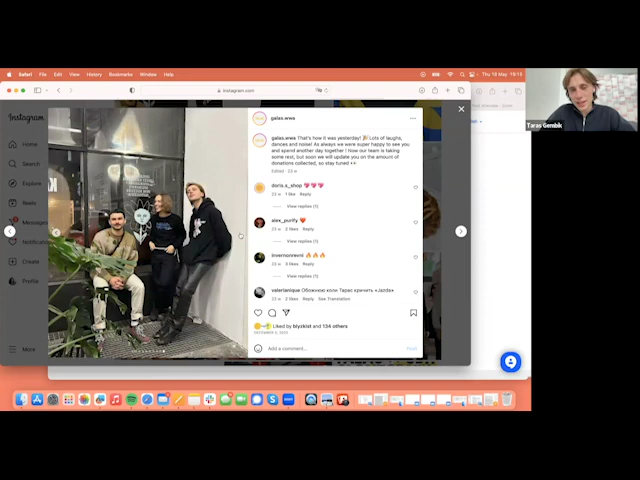 Safari File Edit View History Bookmarks Window Help
Thu 18 May 19:15
instagram.com
Instagram
Home
Search
Explore
Reels
Messages
Create
Profile
More
galas.wwa
galas.wwa That's how it was yesterday! 🎉 Lots of laughs,
dances and noise! As always we were super happy to see you
and spend another day together ! Now our team is taking
some rest, but soon we will update you on the amount of
donations collected, so stay tuned 👀
Edited · 23 w
doris.s_shop 💖💖💖
23 w 1 like Reply
View replies (1)
alex_purify ❤️
23 w 2 likes Reply
View replies (1)
🔥🔥🔥
23 w 3 likes Reply
View replies (1)
valerianique Обожнюю коли Тарас кричить
23 w 2 likes Reply See Translation
Liked by blyzkist and 134 others
Add a comment...
Post
Taras Gembik